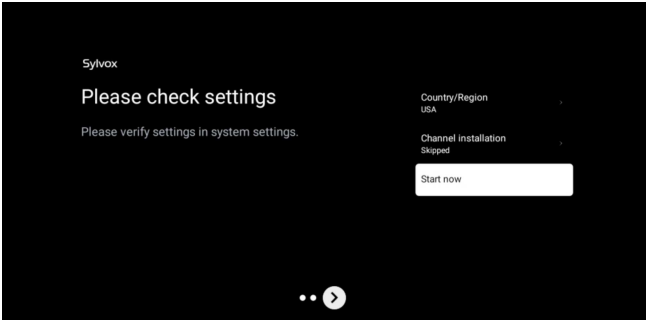 Sylvox
Please check settings
Please verify settings in system settings.
Country/Region
USA
Channel installation
Skipped
Start now